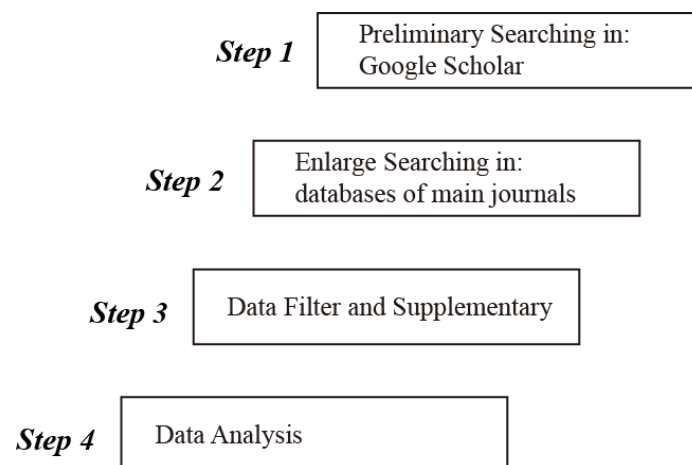 Step 1
Preliminary Searching in:
Google Scholar
Step 2
Enlarge Searching in:
databases of main journals
Step 3
Data Filter and Supplementary
Step 4
Data Analysis